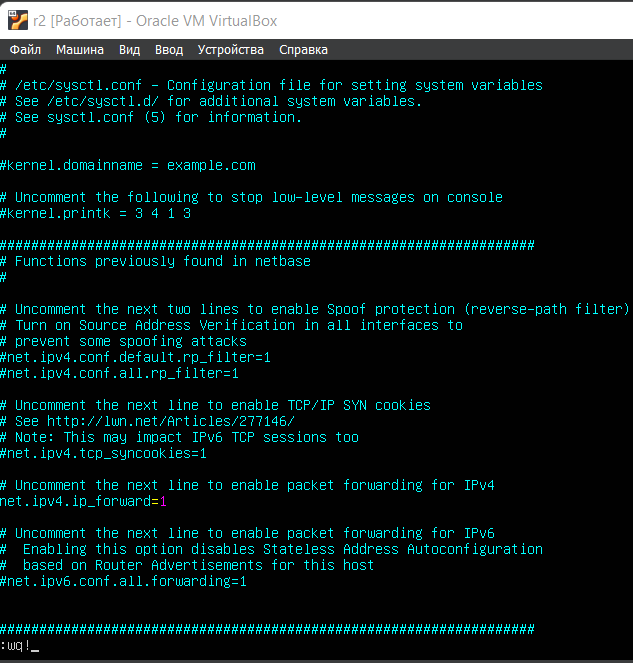 r2 [Работает] - Oracle VM VirtualBox
Файл Машина Вид Ввод Устройства Справка
#
# /etc/sysctl.conf - Configuration file for setting system variables
# See /etc/sysctl.d/ for additional system variables.
# See sysctl.conf (5) for information.
#
#kernel.domainname = example.com
# Uncomment the following to stop low-level messages on console
#kernel.printk = 3 4 1 3
###################################################################
# Functions previously found in netbase
#
# Uncomment the next two lines to enable Spoof protection (reverse-path filter)
# Turn on Source Address Verification in all interfaces to
# prevent some spoofing attacks
#net.ipv4.conf.default.rp_filter=1
#net.ipv4.conf.all.rp_filter=1
# Uncomment the next line to enable TCP/IP SYN cookies
# See http://lwn.net/Articles/277146/
# Note: This may impact IPv6 TCP sessions too
#net.ipv4.tcp_syncookies=1
# Uncomment the next line to enable packet forwarding for IPv4
net.ipv4.ip_forward=1
# Uncomment the next line to enable packet forwarding for IPv6
#  Enabling this option disables Stateless Address Autoconfiguration
#  based on Router Advertisements for this host
#net.ipv6.conf.all.forwarding=1
###################################################################
:wq!_